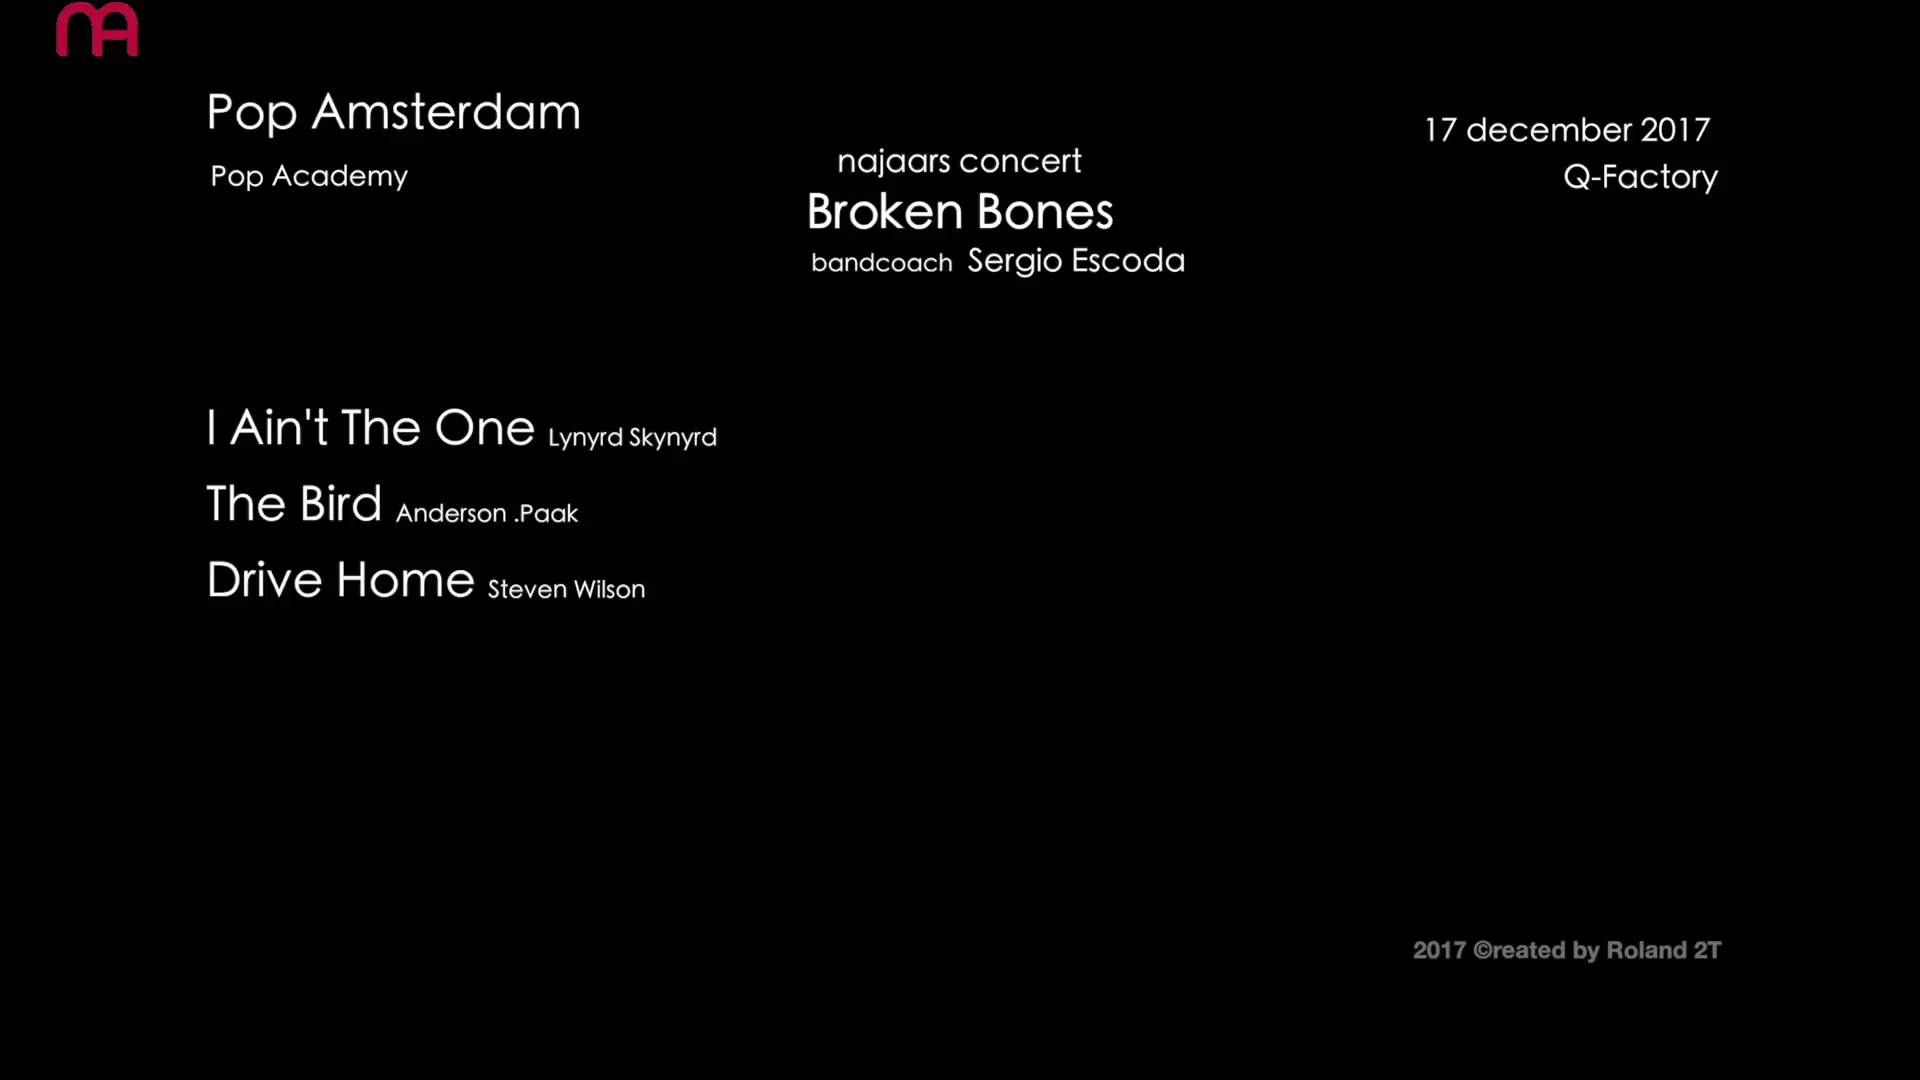 Pop Amsterdam
Pop Academy
najaars concert
Broken Bones
bandcoach Sergio Escoda
17 december 2017
Q-Factory
I Ain't The One Lynyrd Skynyrd
The Bird Anderson .Paak
Drive Home Steven Wilson
2017 ©reated by Roland 2T